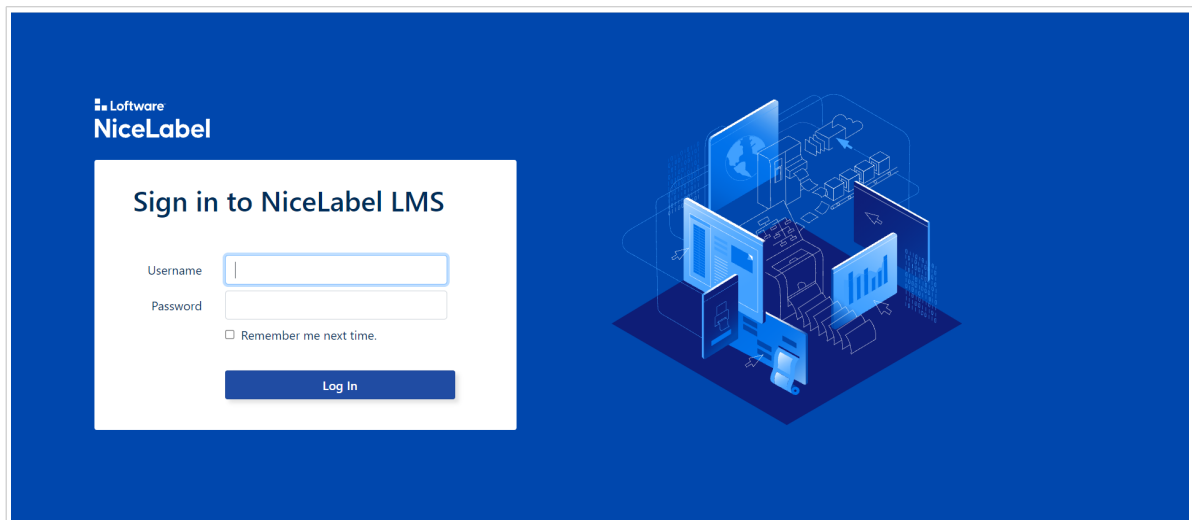 Loftware
NiceLabel
Sign in to NiceLabel LMS
Username
Password
Remember me next time.
Log In